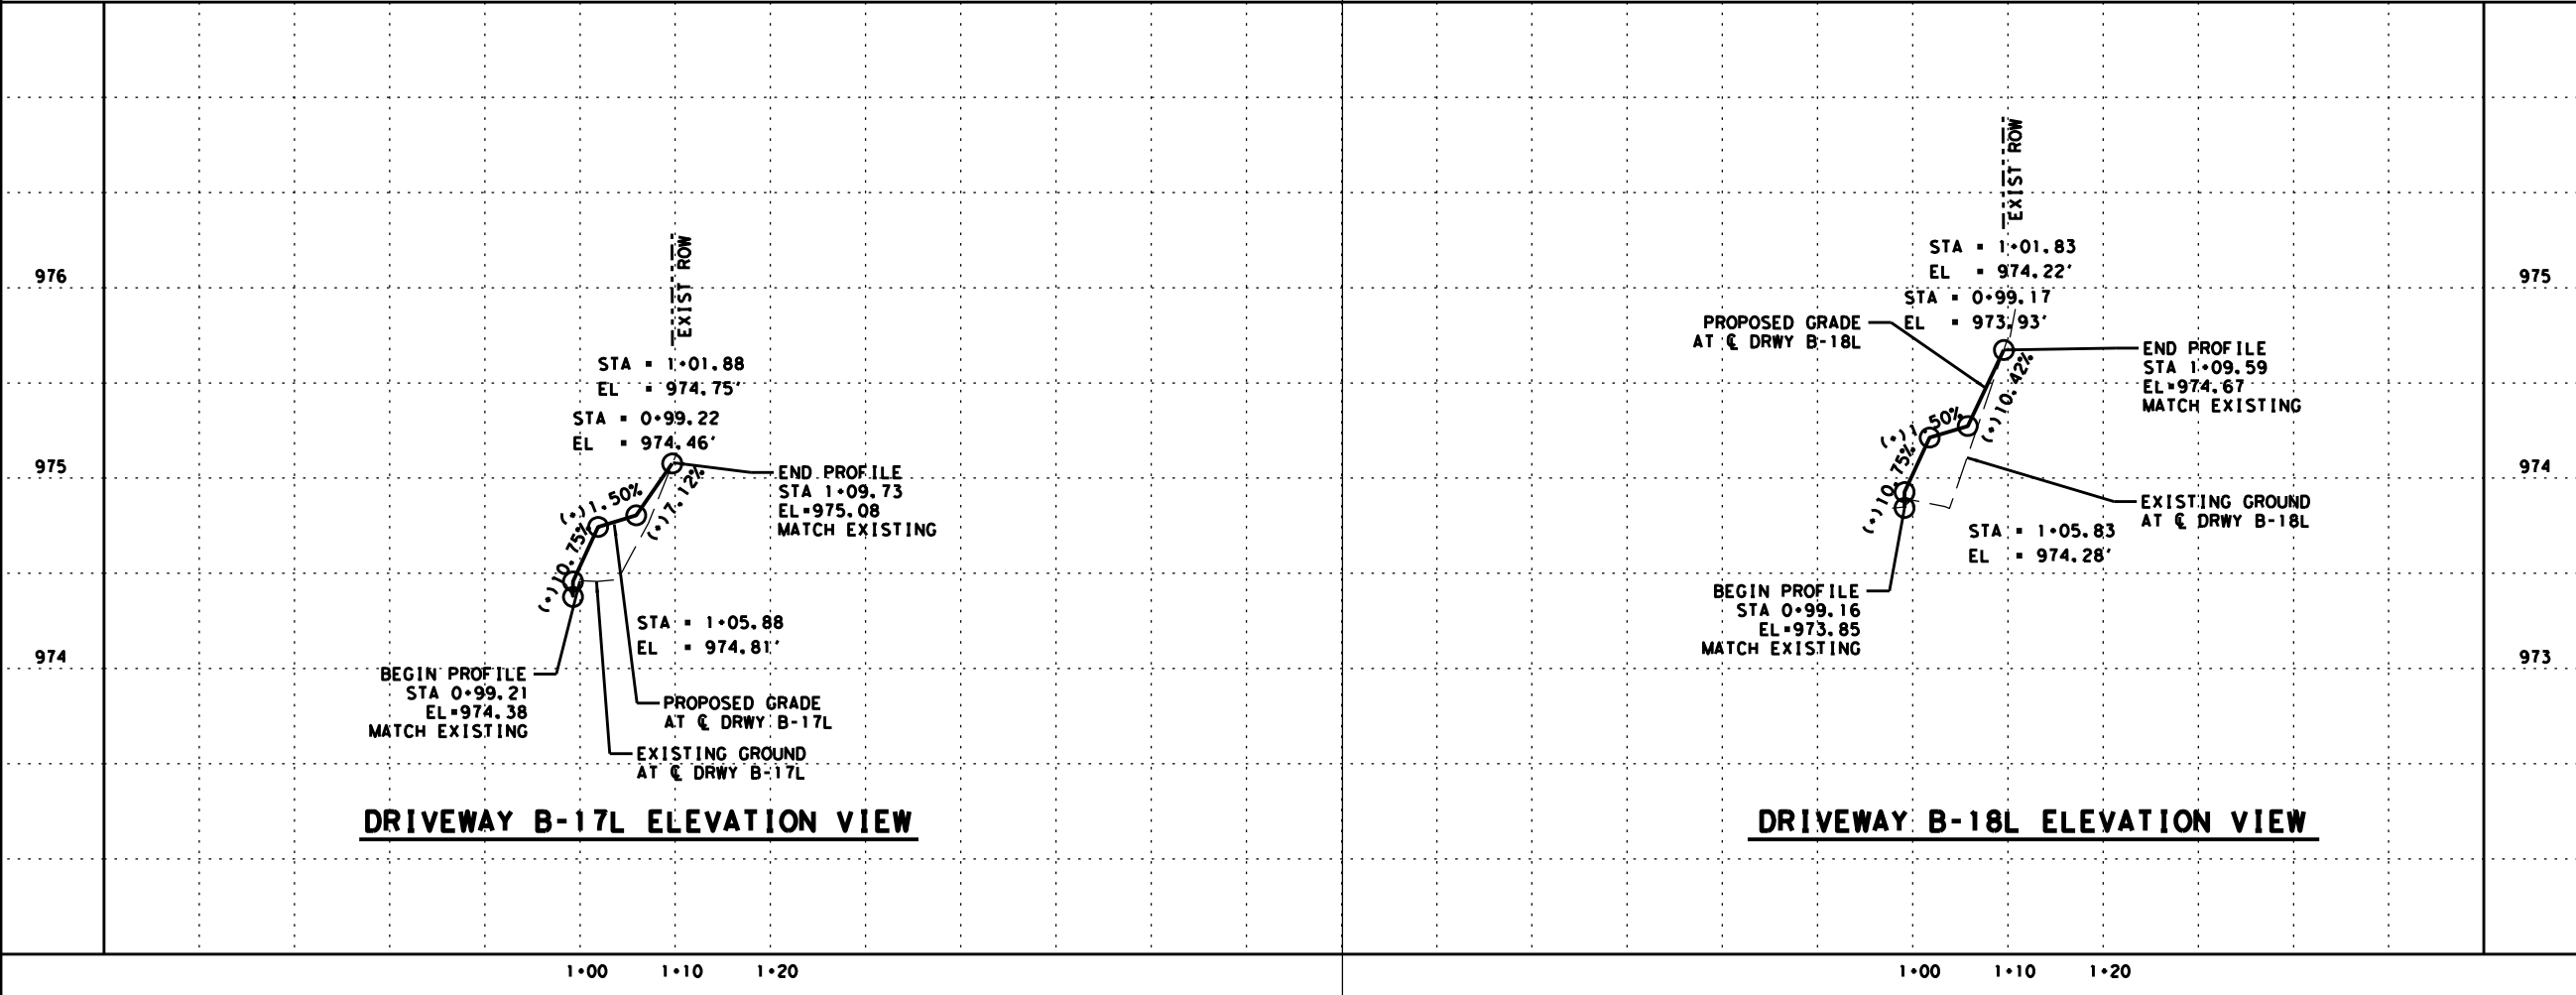 976
975
974
EXIST ROW
STA = 1+01.88
EL = 974.75'
STA = 0+99.22
EL = 974.46'
(+)10.75%
(+)1.50%
(+)7.12%
END PROFILE
STA 1+09.73
EL=975.08
MATCH EXISTING
STA = 1+05.88
EL = 974.81'
BEGIN PROFILE
STA 0+99.21
EL=974.38
MATCH EXISTING
PROPOSED GRADE
AT ℄ DRWY B-17L
EXISTING GROUND
AT ℄ DRWY B-17L
DRIVEWAY B-17L ELEVATION VIEW
1+00 1+10 1+20
EXIST ROW
STA = 1+01.83
EL = 974.22'
STA = 0+99.17
EL = 973.93'
PROPOSED GRADE
AT ℄ DRWY B-18L
(+)10.75%
(+)1.50%
(+)10.42%
END PROFILE
STA 1+09.59
EL=974.67
MATCH EXISTING
EXISTING GROUND
AT ℄ DRWY B-18L
STA = 1+05.83
EL = 974.28'
BEGIN PROFILE
STA 0+99.16
EL=973.85
MATCH EXISTING
DRIVEWAY B-18L ELEVATION VIEW
975
974
973
1+00 1+10 1+20